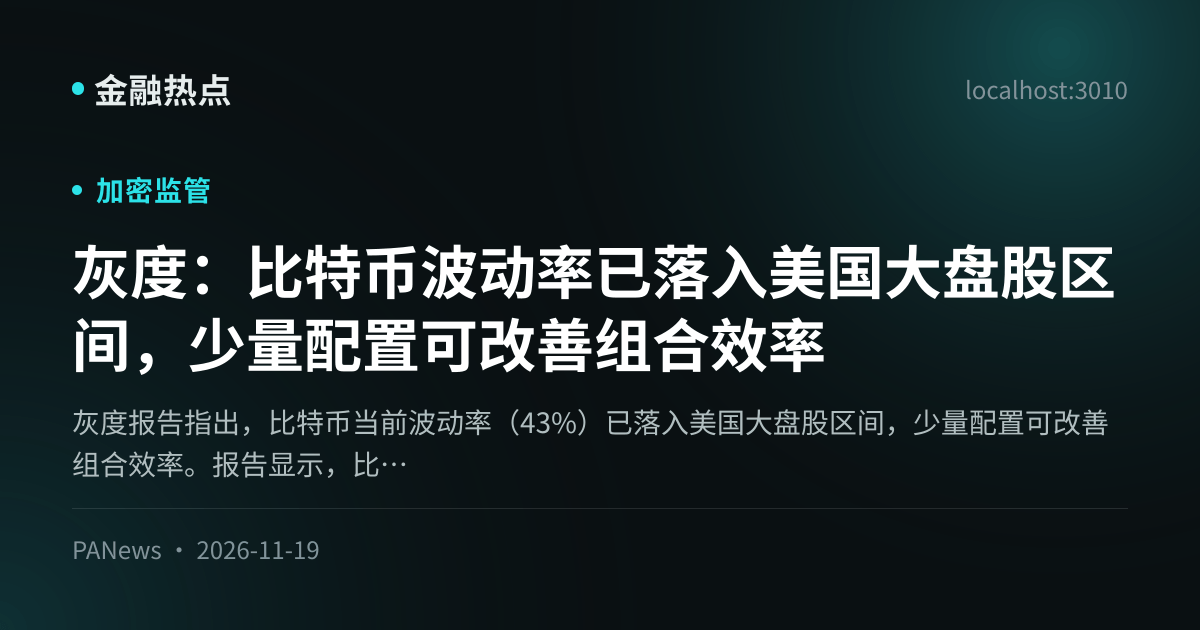 金融热点
localhost:3010
加密监管
灰度：比特币波动率已落入美国大盘股区
间，少量配置可改善组合效率
灰度报告指出，比特币当前波动率（43%）已落入美国大盘股区间，少量配置可改善
组合效率。报告显示，比…
PANews • 2026-11-19